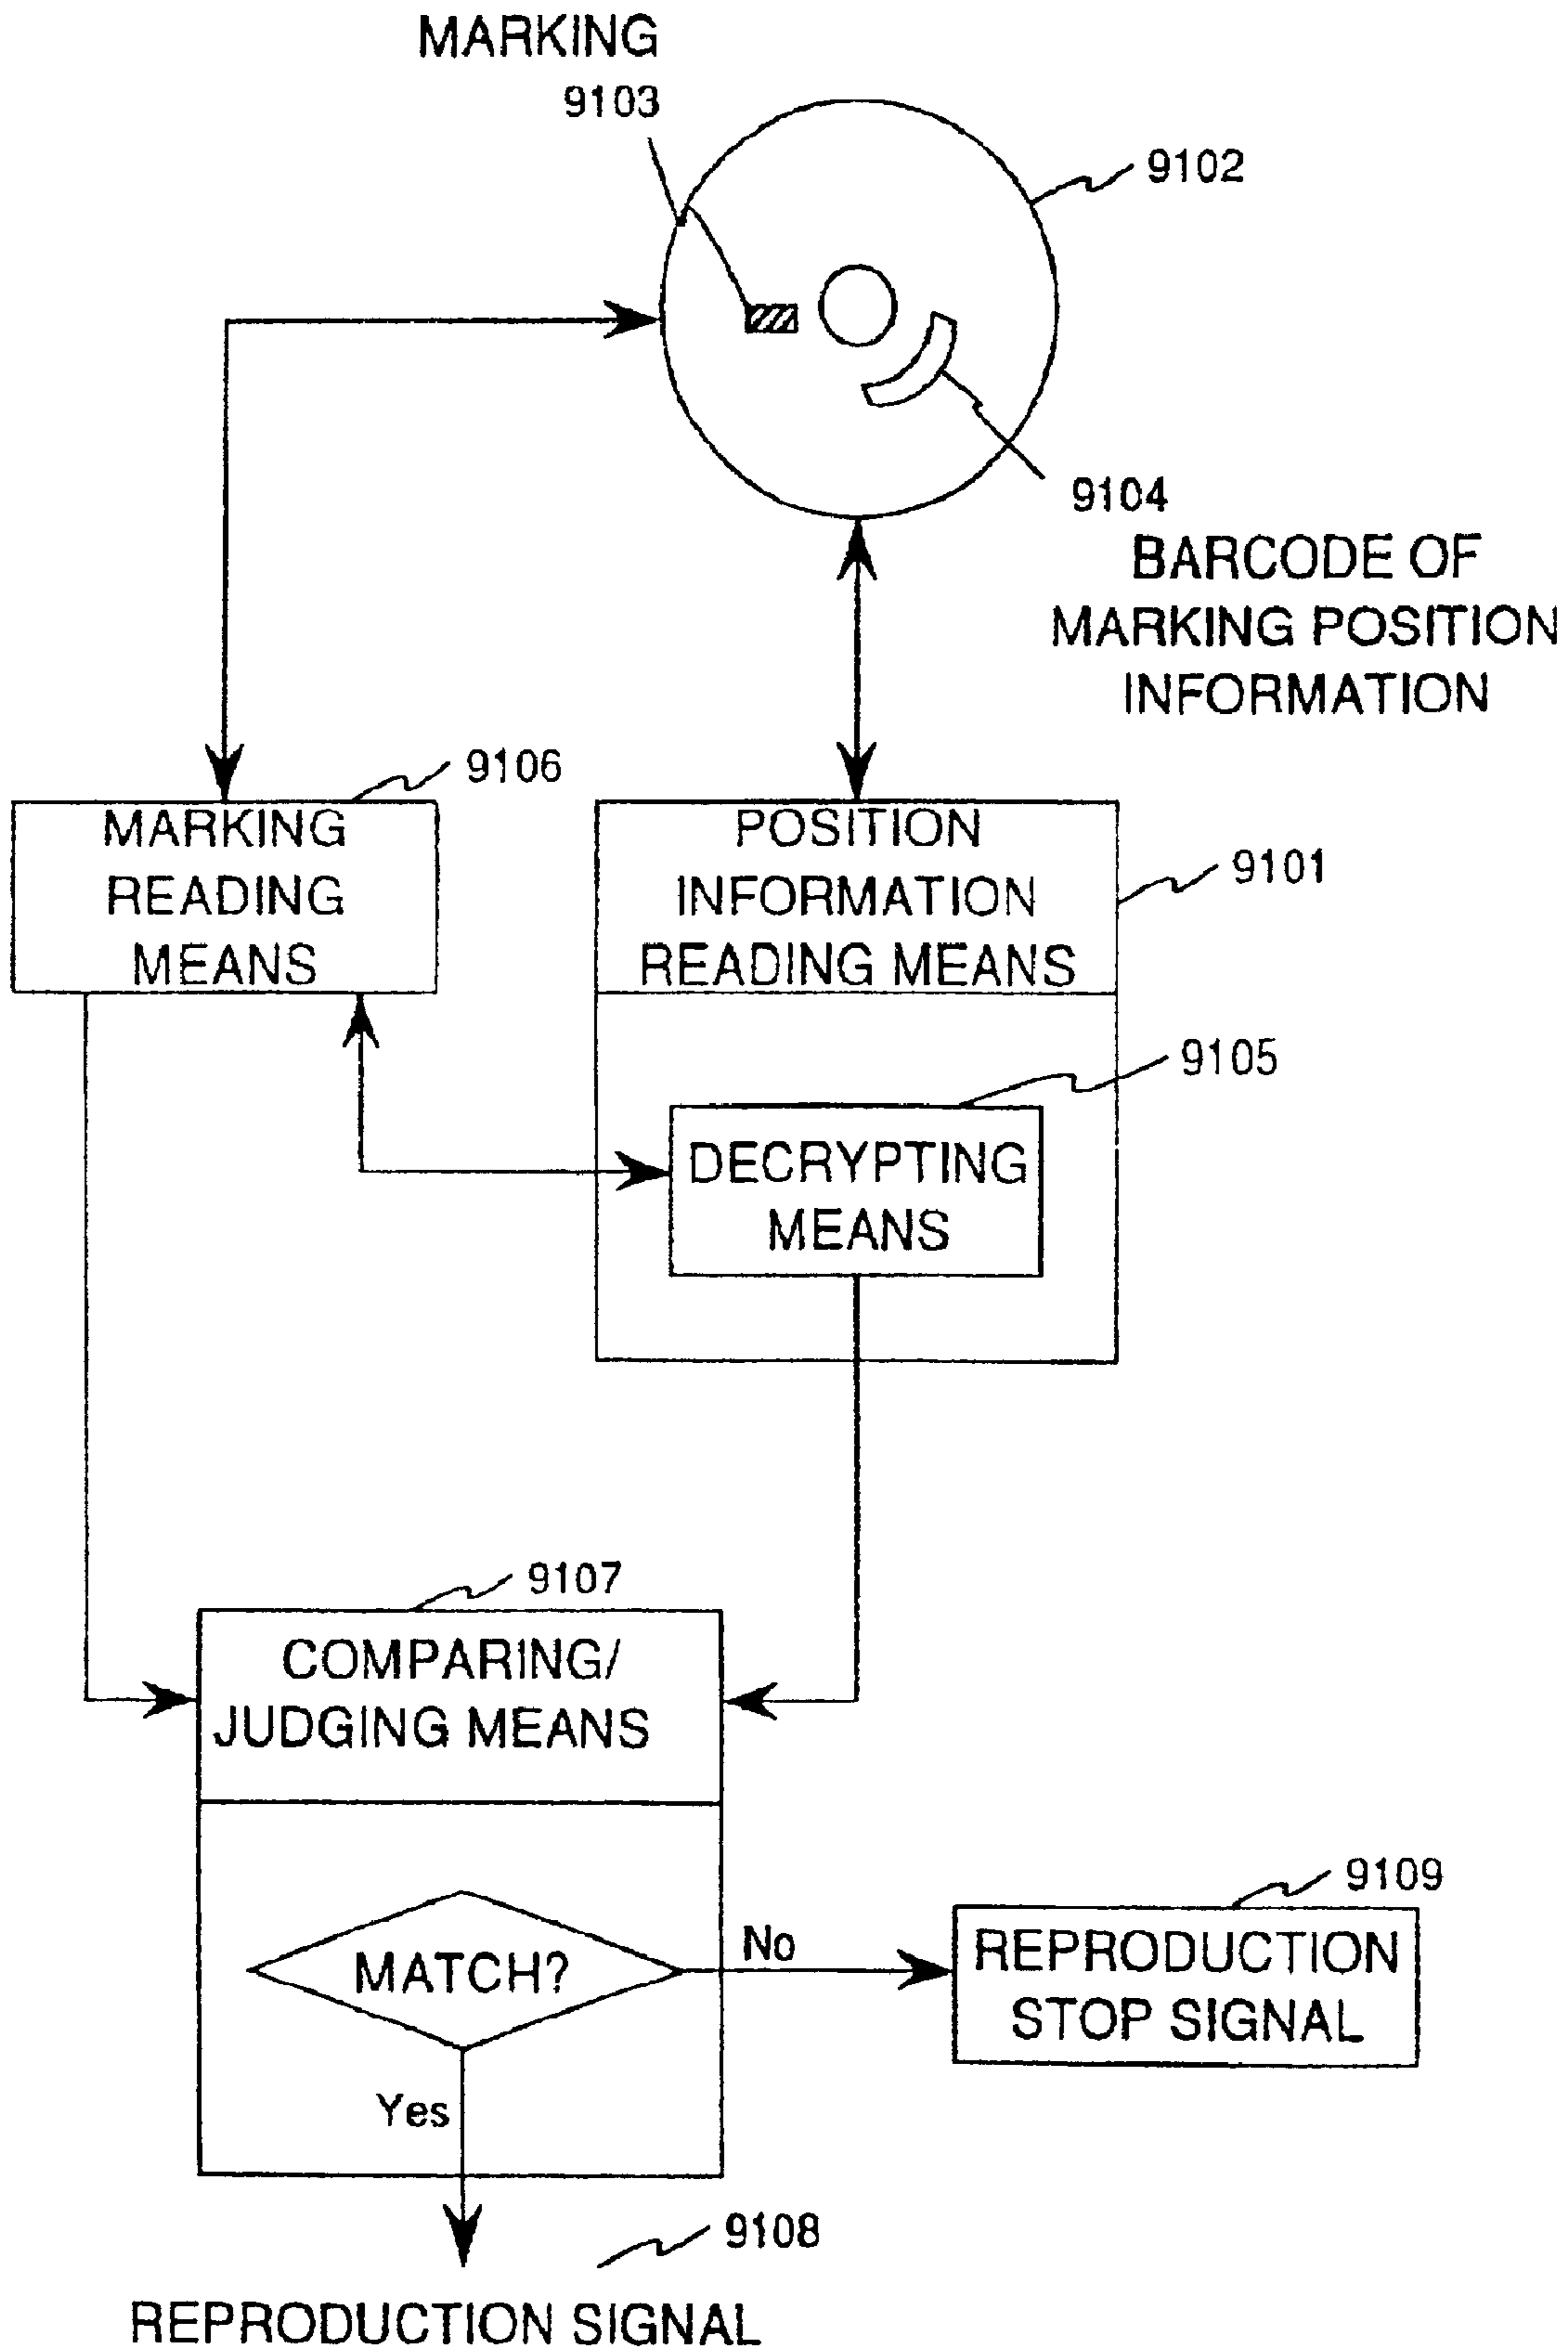 MARKING
9103
9102
9104
BARCODE OF
MARKING POSITION
INFORMATION
9106
MARKING
READING
MEANS
POSITION
INFORMATION
READING MEANS
9101
9105
DECRYPTING
MEANS
9107
COMPARING/
JUDGING MEANS
MATCH?
No
9109
REPRODUCTION
STOP SIGNAL
Yes
9108
REPRODUCTION SIGNAL